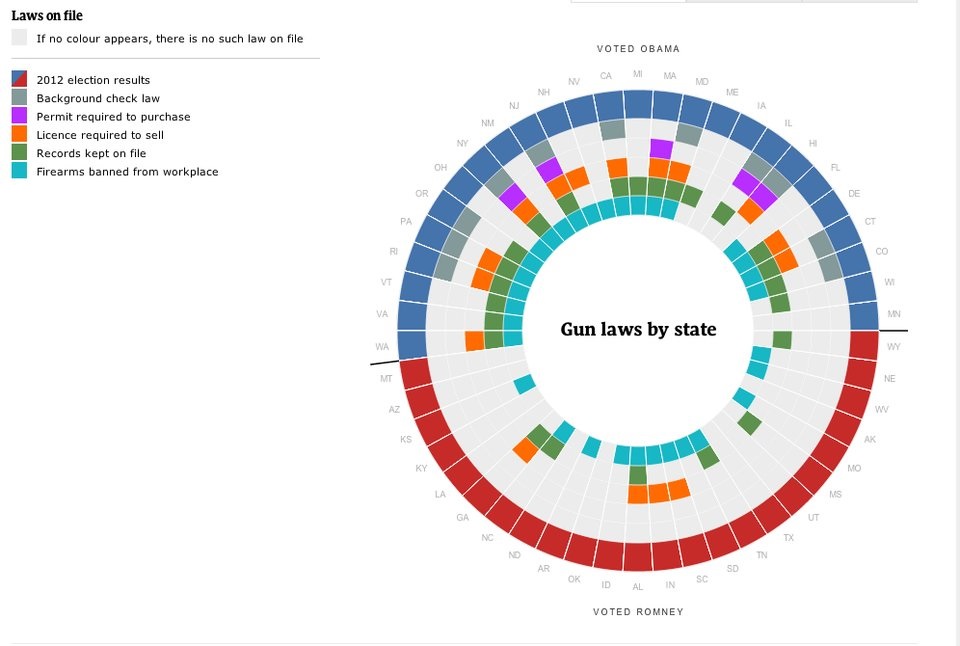 Laws on file
If no colour appears, there is no such law on file
2012 election results
Background check law
Permit required to purchase
Licence required to sell
Records kept on file
Firearms banned from workplace
VOTED OBAMA
MI
MA
MD
ME
IA
IL
HI
FL
DE
CT
CO
WI
MN
WY
NE
WV
AK
MO
MS
UT
TX
TN
SD
SC
IN
AL
ID
OK
AR
ND
NC
GA
LA
KY
KS
AZ
MT
WA
VA
VT
RI
PA
OR
OH
NY
NM
NJ
NH
NV
CA
Gun laws by state
VOTED ROMNEY